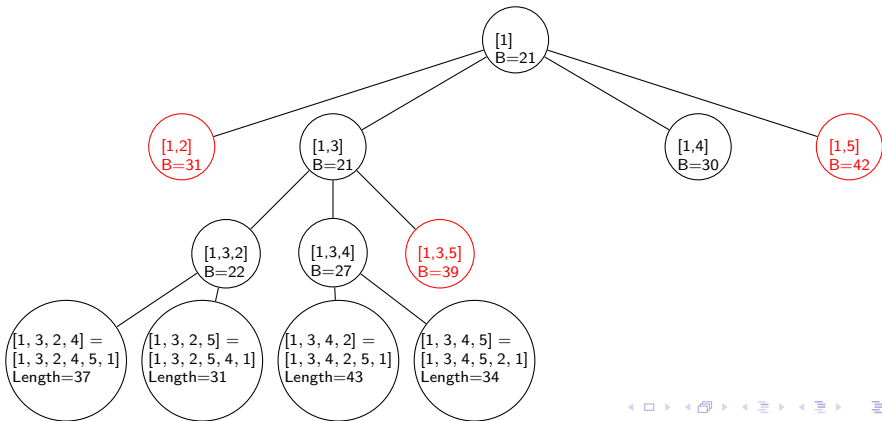 [1]
B=21
[1,2]
B=31
[1,3]
B=21
[1,4]
B=30
[1,5]
B=42
[1,3,2]
B=22
[1,3,4]
B=27
[1,3,5]
B=39
[1, 3, 2, 4] =
[1, 3, 2, 4, 5, 1]
Length=37
[1, 3, 2, 5] =
[1, 3, 2, 5, 4, 1]
Length=31
[1, 3, 4, 2] =
[1, 3, 4, 2, 5, 1]
Length=43
[1, 3, 4, 5] =
[1, 3, 4, 5, 2, 1]
Length=34